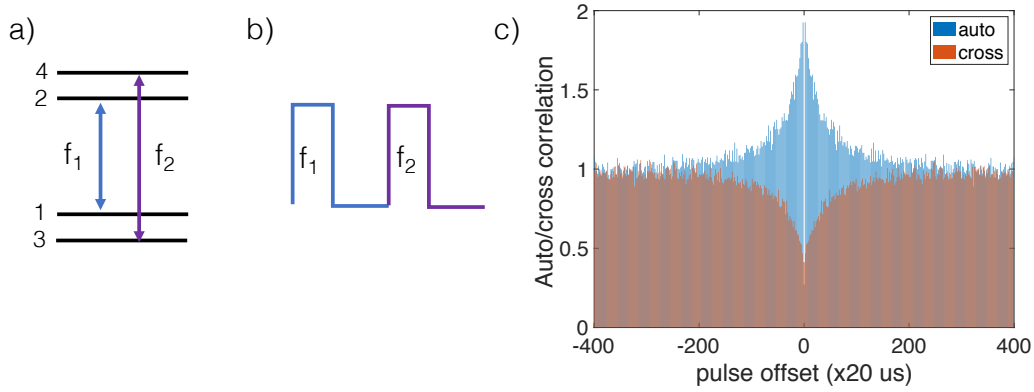 a)
4
2
f₁
f₂
1
3
b)
f₁
f₂
c)
Auto/cross correlation
2
1.5
1
0.5
0
auto
cross
-400
-200
0
200
400
pulse offset (x20 us)